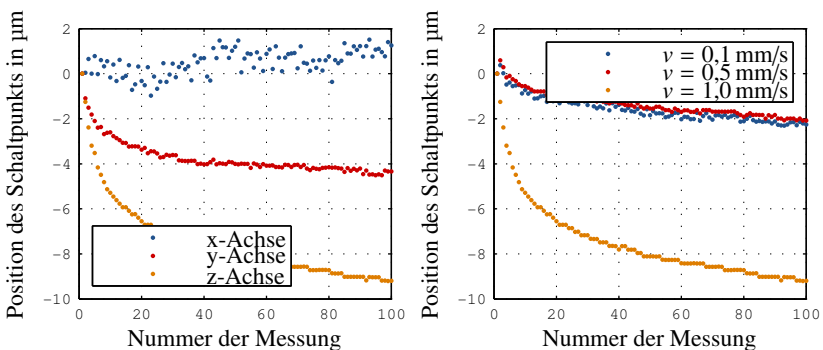 Position des Schaltpunkts in µm
2
0
−2
−4
−6
−8
−10
0 20 40 60 80 100
Nummer der Messung
x-Achse
y-Achse
z-Achse
Position des Schaltpunkts in µm
2
0
−2
−4
−6
−8
−10
0 20 40 60 80 100
Nummer der Messung
v = 0,1 mm/s
v = 0,5 mm/s
v = 1,0 mm/s